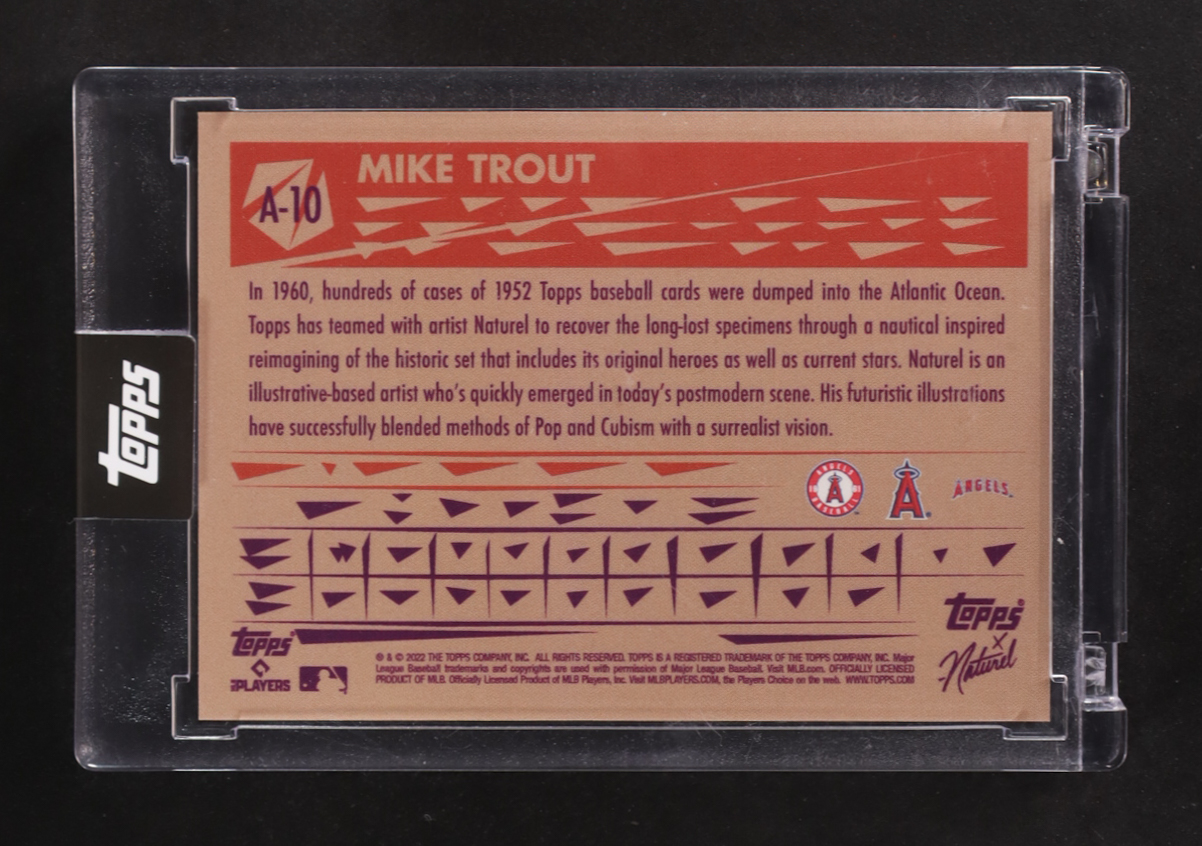 MIKE TROUT
A-10
In 1960, hundreds of cases of 1952 Topps baseball cards were dumped into the Atlantic Ocean.
Topps has teamed with artist Naturel to recover the long-lost specimens through a nautical inspired
reimagining of the historic set that includes its original heroes as well as current stars. Naturel is an
illustrative-based artist who's quickly emerged in today's postmodern scene. His futuristic illustrations
have successfully blended methods of Pop and Cubism with a surrealist vision.
Topps
ANGELS
BASEBALL
A
A
ANGELS
Topps®
PLAYERS
® & © 2022 THE TOPPS COMPANY, INC. ALL RIGHTS RESERVED. TOPPS IS A REGISTERED TRADEMARK OF THE TOPPS COMPANY, INC. Major
League Baseball trademarks and copyrights are used with permission of Major League Baseball. Visit MLB.com. OFFICIALLY LICENSED
PRODUCT OF MLB. Officially Licensed Product of MLB Players, Inc. Visit MLBPLAYERS.COM, the Players Choice on the web. WWW.TOPPS.COM
Topps®
X
Naturel